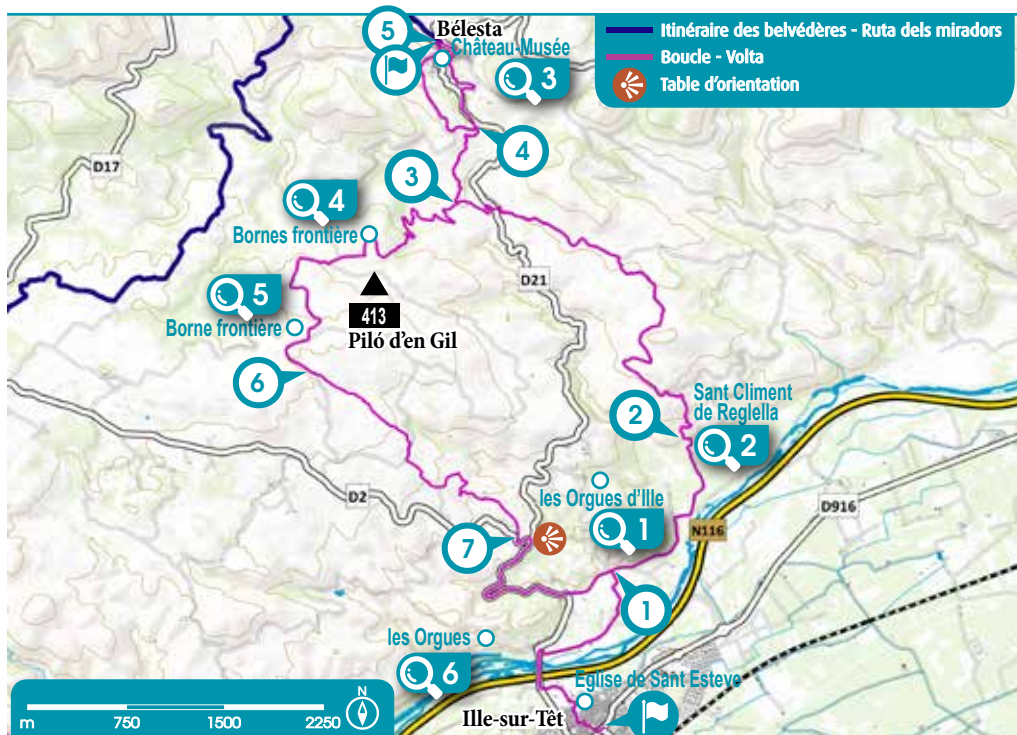 Itinéraire des belvédères - Ruta dels miradors
Boucle - Volta
Table d'orientation
5
Bélesta
Château-Musée
3
4
D17
3
4
Bornes frontière
D21
5
Borne frontière
413
Piló d'en Gil
6
Sant Climent
de Reglella
2
2
les Orgues d'Ille
1
D2
D916
N116
7
1
les Orgues
6
Eglise de Sant Esteve
Ille-sur-Têt
N
m 750 1500 2250